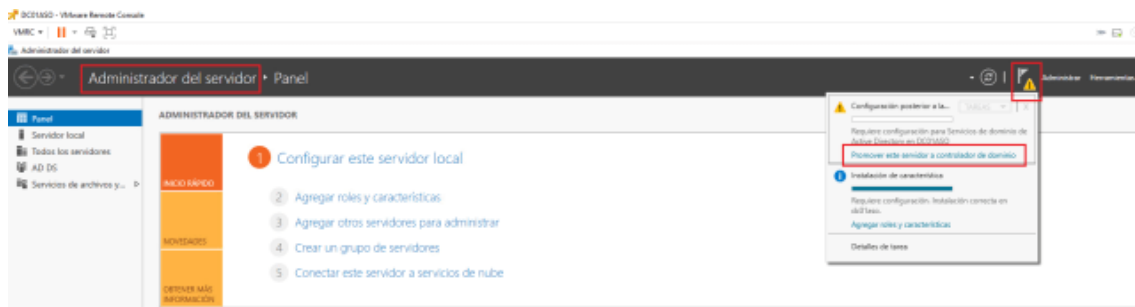 DC01ASO - VMware Remote Console
VMRC
Administrador del servidor
Administrador del servidor • Panel
Administrar Herramientas
Panel
Servidor local
Todos los servidores
AD DS
Servicios de archivos y...
ADMINISTRADOR DEL SERVIDOR
INICIO RÁPIDO
NOVEDADES
OBTENER MÁS
INFORMACIÓN
1 Configurar este servidor local
2 Agregar roles y características
3 Agregar otros servidores para administrar
4 Crear un grupo de servidores
5 Conectar este servidor a servicios de nube
Configuración posterior a la... TAREAS
Requiere configuración para Servicios de dominio de
Active Directory en DC01ASO
Promover este servidor a controlador de dominio
Instalación de característica
Requiere configuración. Instalación correcta en
Agregar roles y características
Detalles de tarea